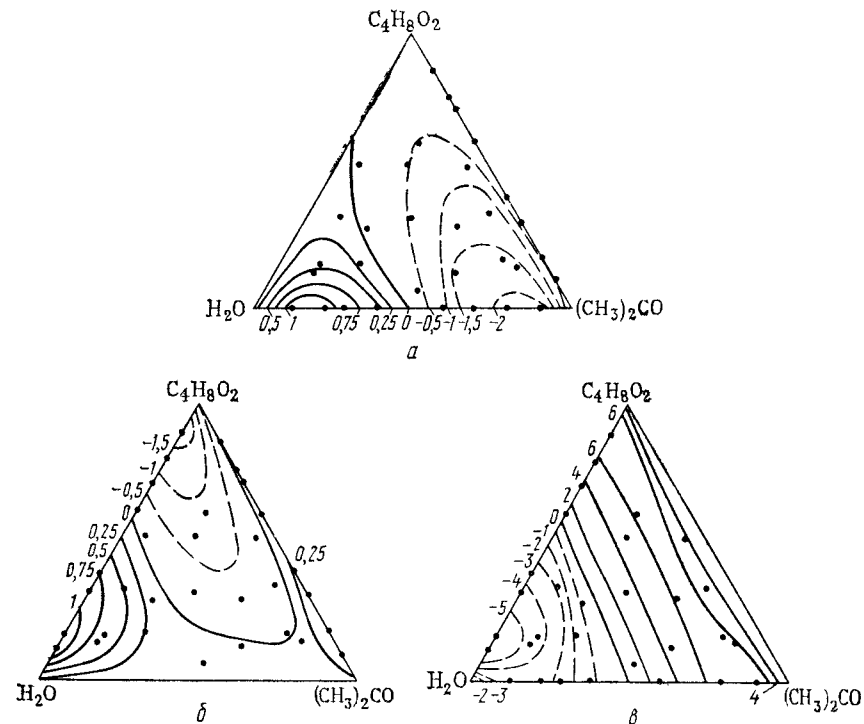 C₄H₈O₂
H₂O
(CH₃)₂CO
0,5 1 0,75 0,25 0 -0,5 -1 -1,5 -2
а
C₄H₈O₂
-1,5
-1
-0,5
0
0,25
0,5
0,75
1
0,25
H₂O
(CH₃)₂CO
б
C₄H₈O₂
6
6
4
2
0
-1
-2
-3
-4
-5
H₂O
-2 -3
4
(CH₃)₂CO
в